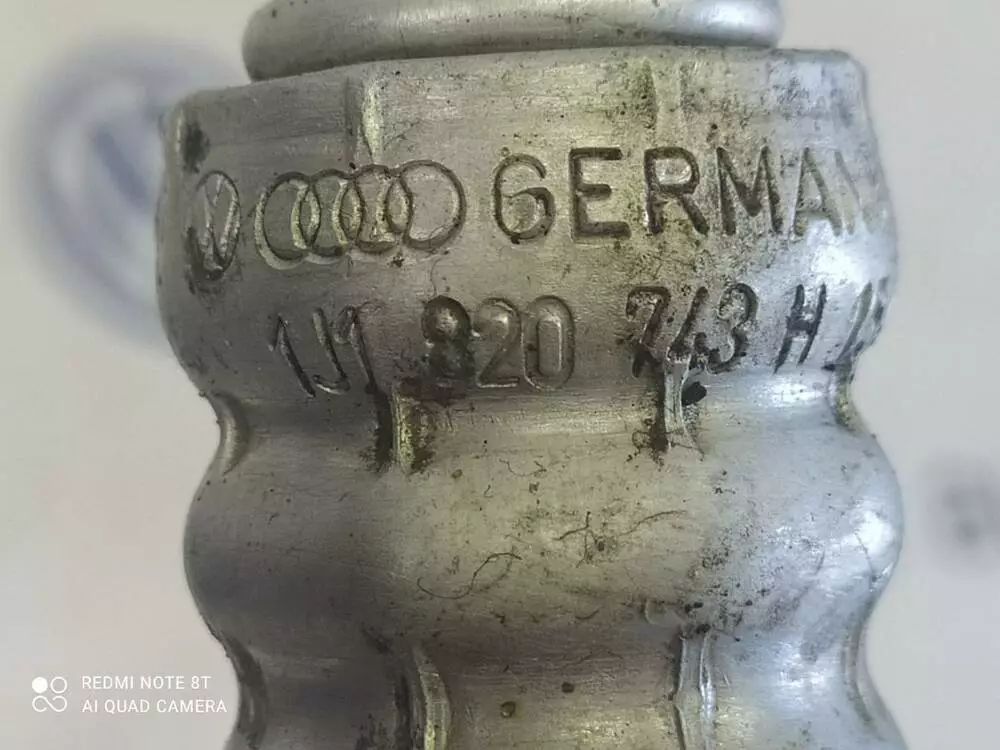 GERMAN
1J1 820 743 H
REDMI NOTE 8T
AI QUAD CAMERA